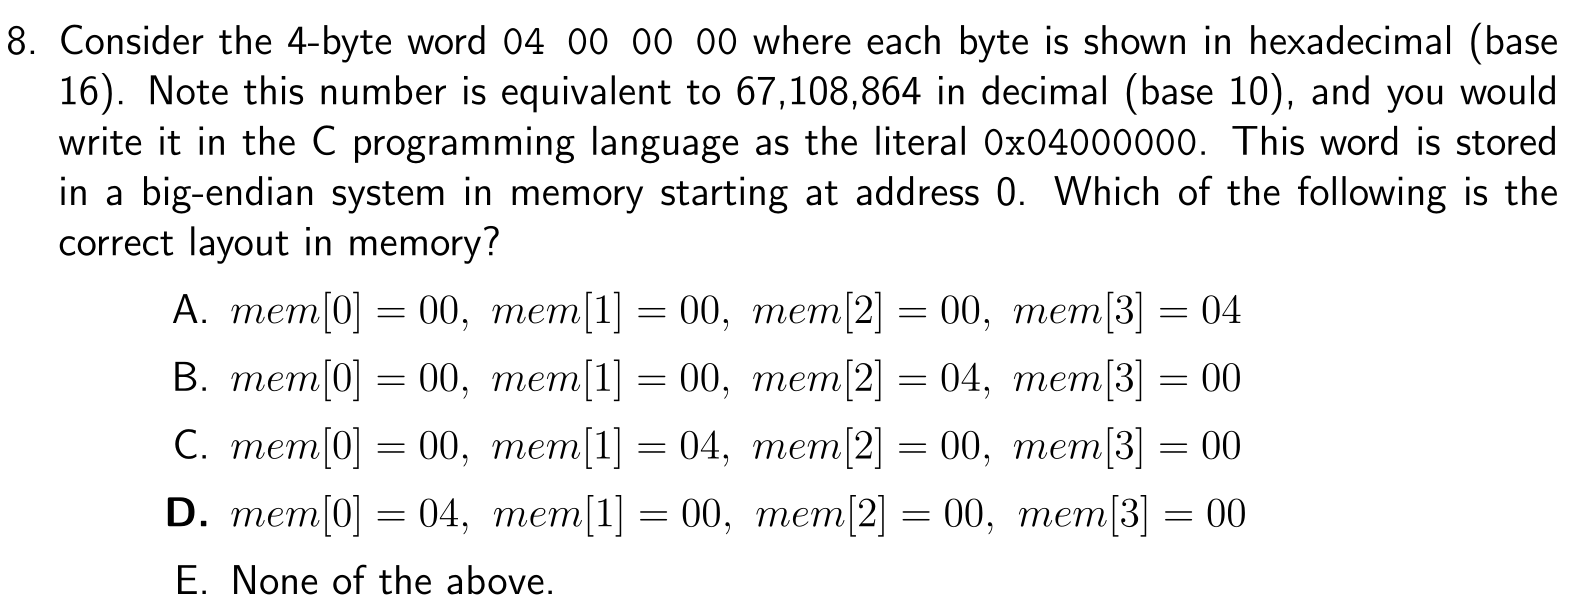 8. Consider the 4-byte word 04 00 00 00 where each byte is shown in hexadecimal (base
16). Note this number is equivalent to 67,108,864 in decimal (base 10), and you would
write it in the C programming language as the literal 0x04000000. This word is stored
in a big-endian system in memory starting at address 0. Which of the following is the
correct layout in memory?
A. mem[0] = 00, mem[1] = 00, mem[2] = 00, mem[3] = 04
B. mem[0] = 00, mem[1] = 00, mem[2] = 04, mem[3] = 00
C. mem[0] = 00, mem[1] = 04, mem[2] = 00, mem[3] = 00
D. mem[0] = 04, mem[1] = 00, mem[2] = 00, mem[3] = 00
E. None of the above.